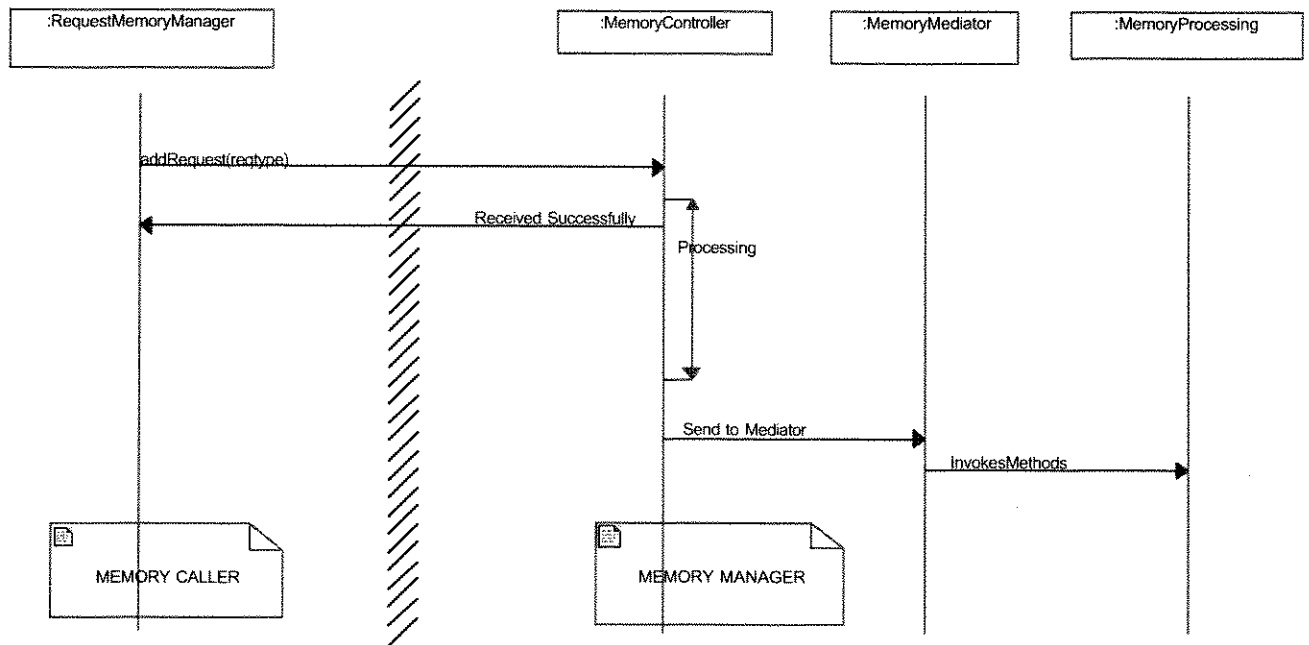 :RequestMemoryManager
:MemoryController
:MemoryMediator
:MemoryProcessing
addRequest(reqtype)
Received Successfully
Processing
Send to Mediator
InvokesMethods
MEMORY CALLER
MEMORY MANAGER